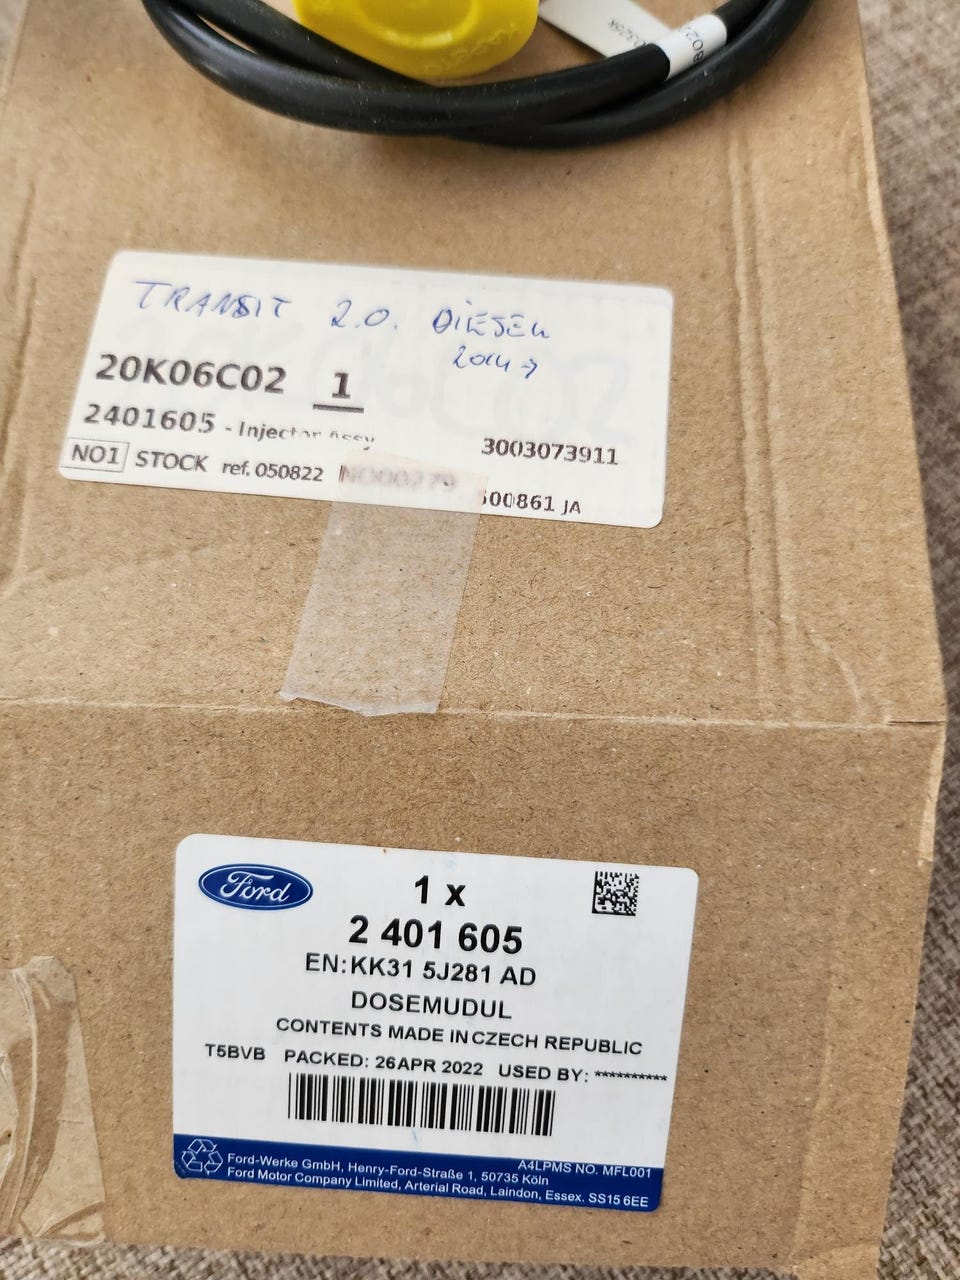 TRANSIT 2.0. DIESEL
2014→
20K06C02 1
2401605 - Injector Assy
3003073911
NO1 STOCK ref. 050822 NO00279
500861 JA
Ford
1 x
2 401 605
EN:KK31 5J281 AD
DOSEMUDUL
CONTENTS MADE IN CZECH REPUBLIC
T5BVB PACKED: 26APR 2022 USED BY: **********
A4LPMS NO. MFL001
Ford-Werke GmbH, Henry-Ford-Straße 1, 50735 Köln
Ford Motor Company Limited, Arterial Road, Laindon, Essex. SS15 6EE